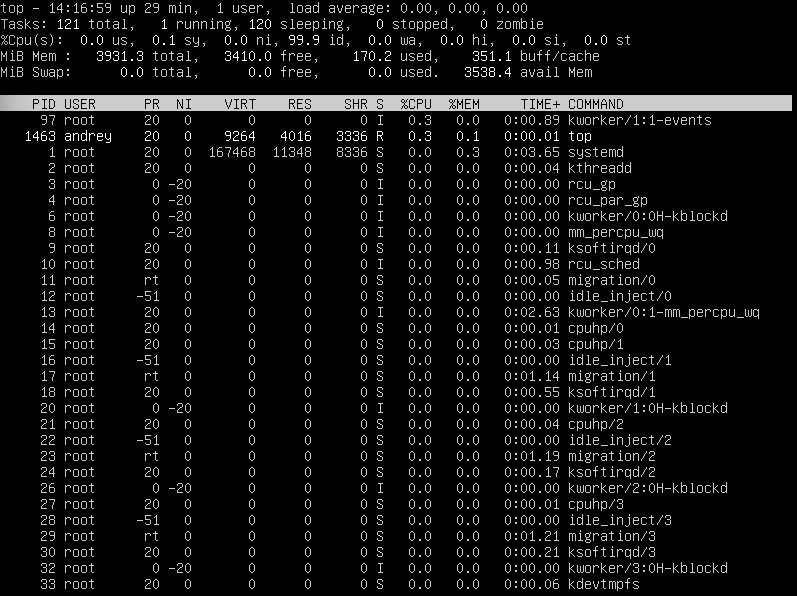 top - 14:16:59 up 29 min,  1 user,  load average: 0.00, 0.00, 0.00
Tasks: 121 total,   1 running, 120 sleeping,   0 stopped,   0 zombie
%Cpu(s):  0.0 us,  0.1 sy,  0.0 ni, 99.9 id,  0.0 wa,  0.0 hi,  0.0 si,  0.0 st
MiB Mem :   3931.3 total,   3410.0 free,    170.2 used,    351.1 buff/cache
MiB Swap:      0.0 total,      0.0 free,      0.0 used.   3538.4 avail Mem
    PID USER      PR  NI    VIRT    RES    SHR S  %CPU  %MEM     TIME+ COMMAND
     97 root      20   0       0      0      0 I   0.3   0.0   0:00.89 kworker/1:1-events
   1463 andrey    20   0    9264   4016   3336 R   0.3   0.1   0:00.01 top
      1 root      20   0  167468  11348   8336 S   0.0   0.3   0:03.65 systemd
      2 root      20   0       0      0      0 S   0.0   0.0   0:00.04 kthreadd
      3 root       0 -20       0      0      0 I   0.0   0.0   0:00.00 rcu_gp
      4 root       0 -20       0      0      0 I   0.0   0.0   0:00.00 rcu_par_gp
      6 root       0 -20       0      0      0 I   0.0   0.0   0:00.00 kworker/0:0H-kblockd
      8 root       0 -20       0      0      0 I   0.0   0.0   0:00.00 mm_percpu_wq
      9 root      20   0       0      0      0 S   0.0   0.0   0:00.11 ksoftirqd/0
     10 root      20   0       0      0      0 I   0.0   0.0   0:00.98 rcu_sched
     11 root      rt   0       0      0      0 S   0.0   0.0   0:00.05 migration/0
     12 root     -51   0       0      0      0 S   0.0   0.0   0:00.00 idle_inject/0
     13 root      20   0       0      0      0 I   0.0   0.0   0:02.63 kworker/0:1-mm_percpu_wq
     14 root      20   0       0      0      0 S   0.0   0.0   0:00.01 cpuhp/0
     15 root      20   0       0      0      0 S   0.0   0.0   0:00.03 cpuhp/1
     16 root     -51   0       0      0      0 S   0.0   0.0   0:00.00 idle_inject/1
     17 root      rt   0       0      0      0 S   0.0   0.0   0:01.14 migration/1
     18 root      20   0       0      0      0 S   0.0   0.0   0:00.55 ksoftirqd/1
     20 root       0 -20       0      0      0 I   0.0   0.0   0:00.00 kworker/1:0H-kblockd
     21 root      20   0       0      0      0 S   0.0   0.0   0:00.04 cpuhp/2
     22 root     -51   0       0      0      0 S   0.0   0.0   0:00.00 idle_inject/2
     23 root      rt   0       0      0      0 S   0.0   0.0   0:01.19 migration/2
     24 root      20   0       0      0      0 S   0.0   0.0   0:00.17 ksoftirqd/2
     26 root       0 -20       0      0      0 I   0.0   0.0   0:00.00 kworker/2:0H-kblockd
     27 root      20   0       0      0      0 S   0.0   0.0   0:00.01 cpuhp/3
     28 root     -51   0       0      0      0 S   0.0   0.0   0:00.00 idle_inject/3
     29 root      rt   0       0      0      0 S   0.0   0.0   0:01.21 migration/3
     30 root      20   0       0      0      0 S   0.0   0.0   0:00.21 ksoftirqd/3
     32 root       0 -20       0      0      0 I   0.0   0.0   0:00.00 kworker/3:0H-kblockd
     33 root      20   0       0      0      0 S   0.0   0.0   0:00.06 kdevtmpfs